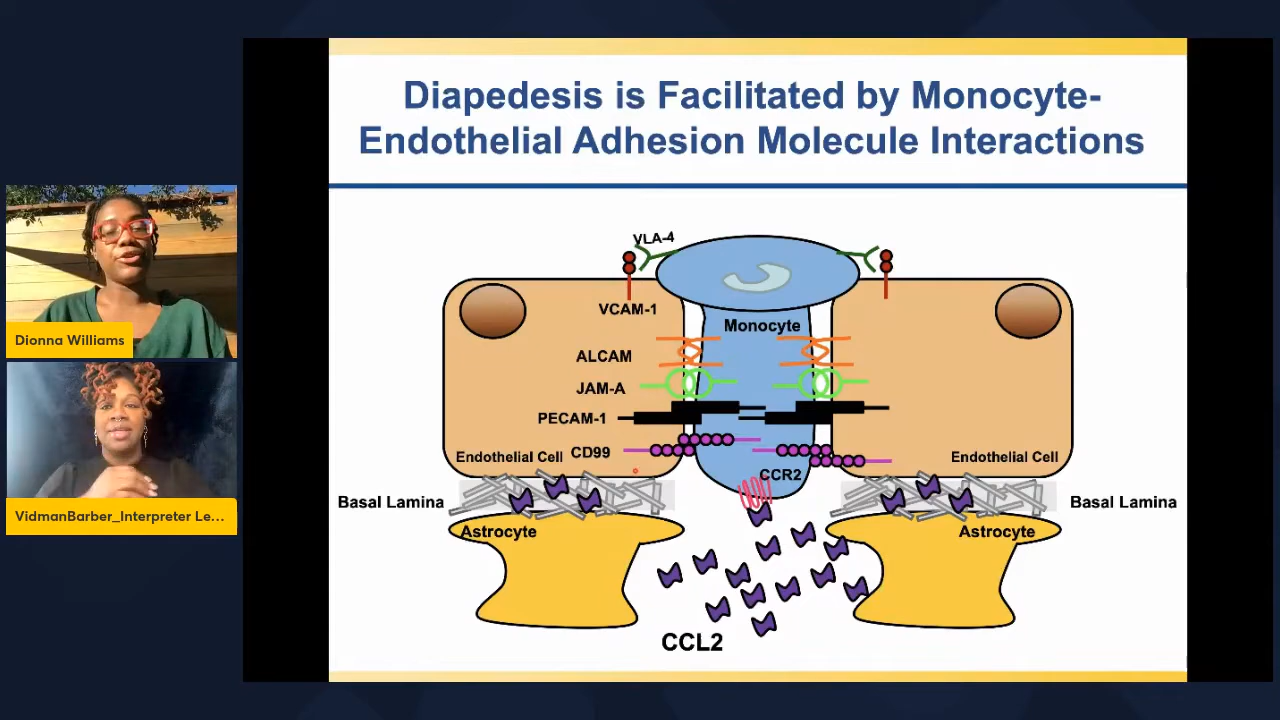 Diapedesis is Facilitated by Monocyte-
Endothelial Adhesion Molecule Interactions
VLA-4
VCAM-1
Monocyte
ALCAM
JAM-A
PECAM-1
CD99
Endothelial Cell
Endothelial Cell
CCR2
Basal Lamina
Basal Lamina
Astrocyte
Astrocyte
CCL2
Dionna Williams
VidmanBarber_Interpreter Le...